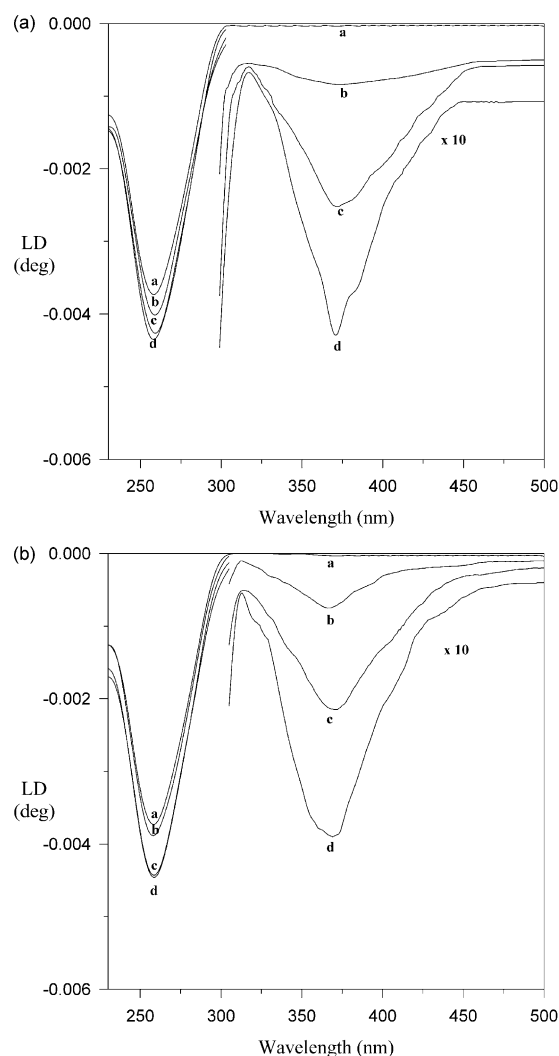 (a)
0.000
-0.002
-0.004
-0.006
LD
(deg)
a
b
c
d
a
b
c
d
x 10
250
300
350
400
450
500
Wavelength (nm)
(b)
0.000
-0.002
-0.004
-0.006
LD
(deg)
a
b
c
d
a
b
c
d
x 10
250
300
350
400
450
500
Wavelength (nm)